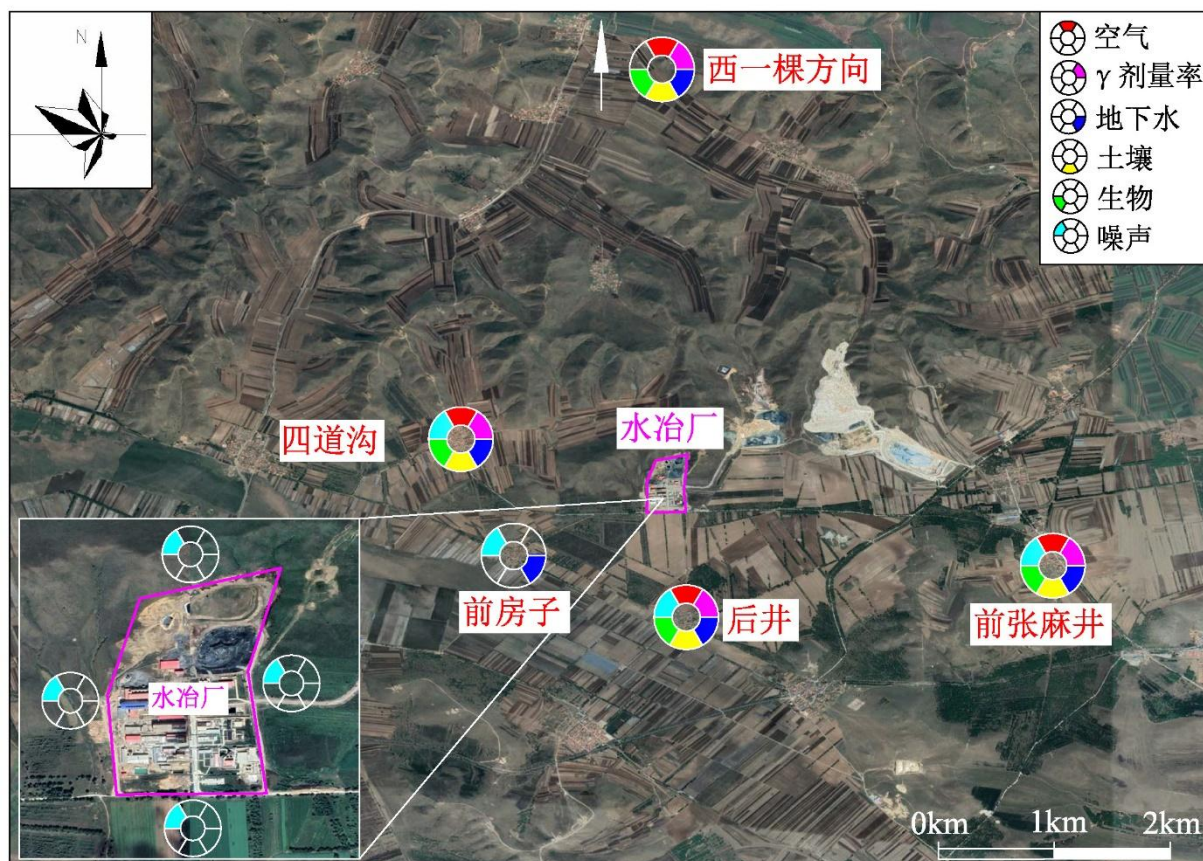 N
西一棵方向
空气
γ 剂量率
地下水
土壤
生物
噪声
四道沟
水冶厂
前房子
后井
前张麻井
水冶厂
0km 1km 2km